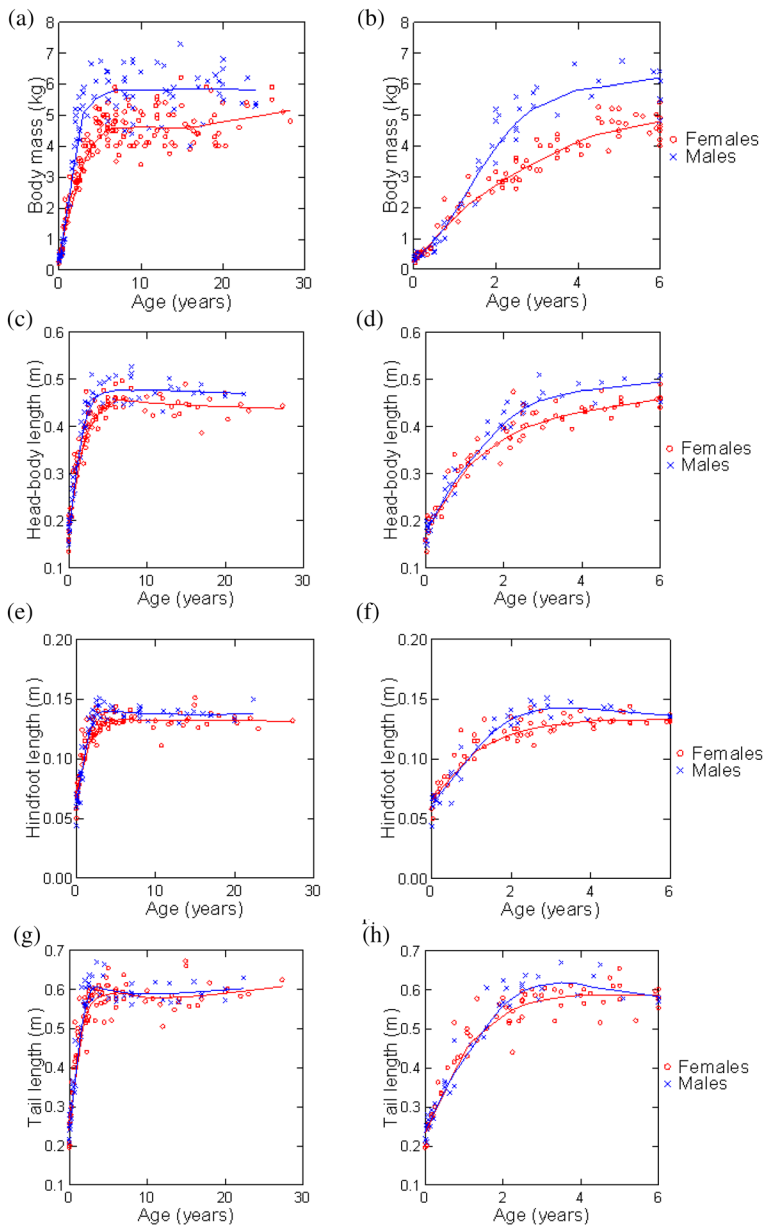 (a)
(b)
8
7
6
5
4
3
2
1
0
Body mass (kg)
0 10 20 30
Age (years)
8
7
6
5
4
3
2
1
0
Body mass (kg)
0 2 4 6
Age (years)
Females
Males
(c)
(d)
0.6
0.5
0.4
0.3
0.2
0.1
Head-body length (m)
0 10 20 30
Age (years)
0.6
0.5
0.4
0.3
0.2
0.1
Head-body length (m)
0 2 4 6
Age (years)
Females
Males
(e)
(f)
0.20
0.15
0.10
0.05
0.00
Hindfoot length (m)
0 10 20 30
Age (years)
0.20
0.15
0.10
0.05
0.00
Hindfoot length (m)
0 2 4 6
Age (years)
Females
Males
(g)
(h)
0.7
0.6
0.5
0.4
0.3
0.2
0.1
Tail length (m)
0 10 20 30
Age (years)
0.7
0.6
0.5
0.4
0.3
0.2
0.1
Tail length (m)
0 2 4 6
Age (years)
Females
Males